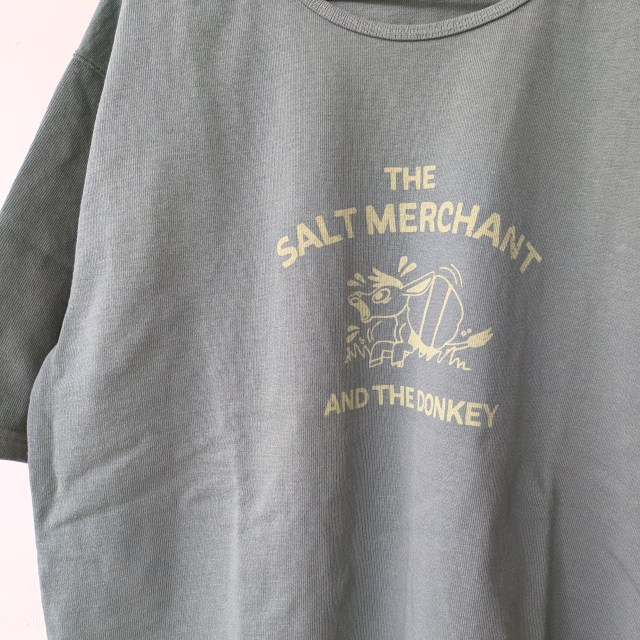 THE
SALT MERCHANT
AND THE DONKEY